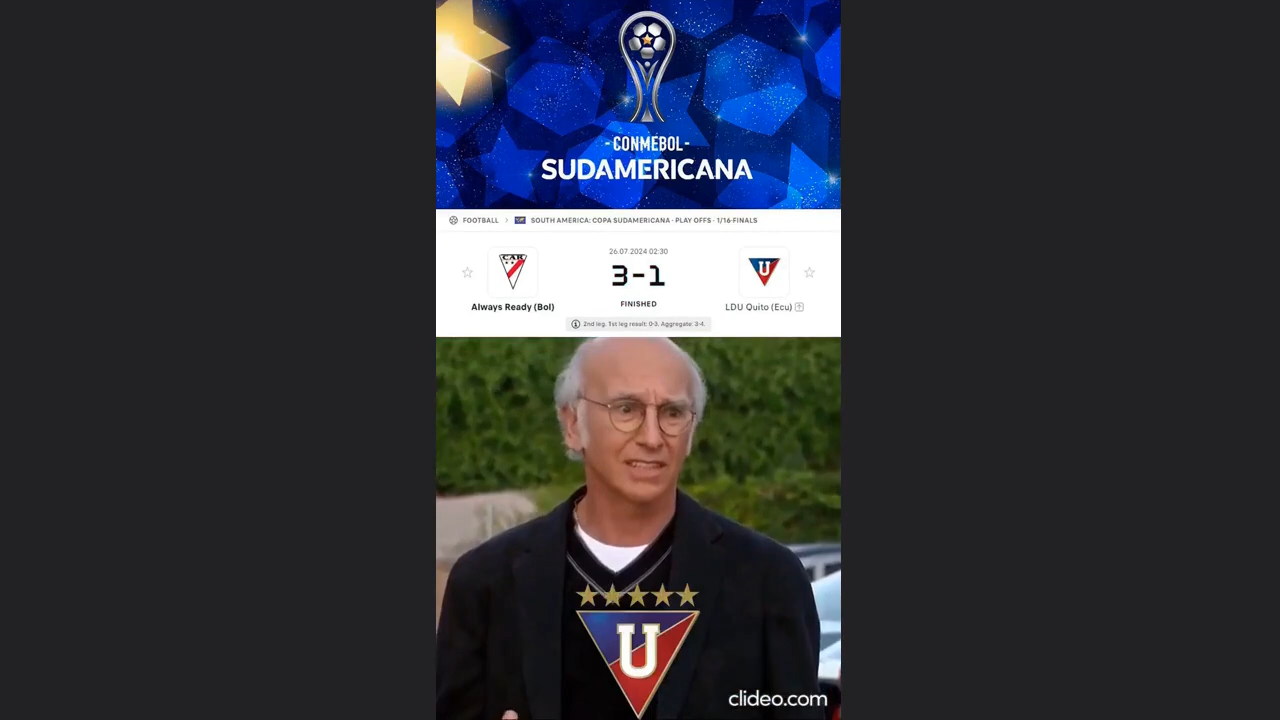 -CONMEBOL-
SUDAMERICANA
FOOTBALL > SOUTH AMERICA: COPA SUDAMERICANA - PLAY OFFS - 1/16-FINALS
26.07.2024 02:30
3-1
FINISHED
CAR
U
Always Ready (Bol)
LDU Quito (Ecu)
2nd leg. 1st leg result: 0-3. Aggregate: 3-4.
U
clideo.com